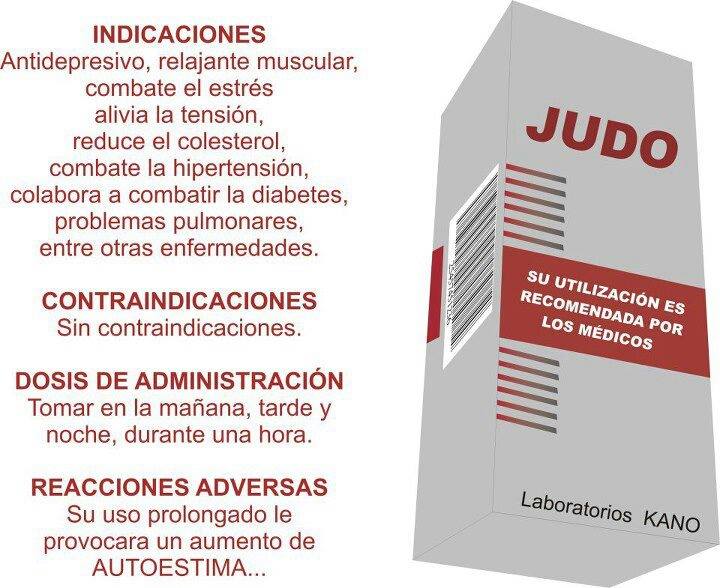 INDICACIONES
Antidepresivo, relajante muscular,
combate el estrés
alivia la tensión,
reduce el colesterol,
combate la hipertensión,
colabora a combatir la diabetes,
problemas pulmonares,
entre otras enfermedades.
CONTRAINDICACIONES
Sin contraindicaciones.
DOSIS DE ADMINISTRACIÓN
Tomar en la mañana, tarde y
noche, durante una hora.
REACCIONES ADVERSAS
Su uso prolongado le
provocara un aumento de
AUTOESTIMA...
JUDO
SU UTILIZACIÓN ES
RECOMENDADA POR
LOS MÉDICOS
Laboratorios KANO